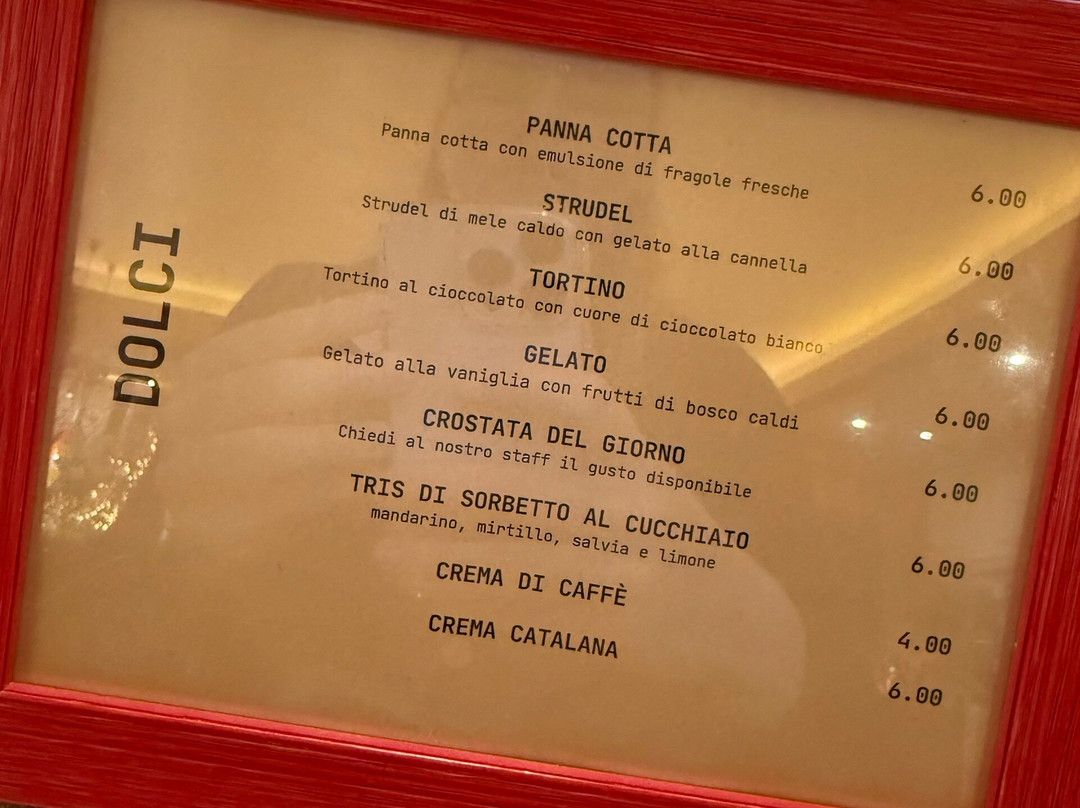 DOLCI
PANNA COTTA
Panna cotta con emulsione di fragole fresche
6.00
STRUDEL
Strudel di mele caldo con gelato alla cannella
6.00
TORTINO
Tortino al cioccolato con cuore di cioccolato bianco
6.00
GELATO
Gelato alla vaniglia con frutti di bosco caldi
6.00
CROSTATA DEL GIORNO
Chiedi al nostro staff il gusto disponibile
6.00
TRIS DI SORBETTO AL CUCCHIAIO
mandarino, mirtillo, salvia e limone
6.00
CREMA DI CAFFÈ
4.00
CREMA CATALANA
6.00